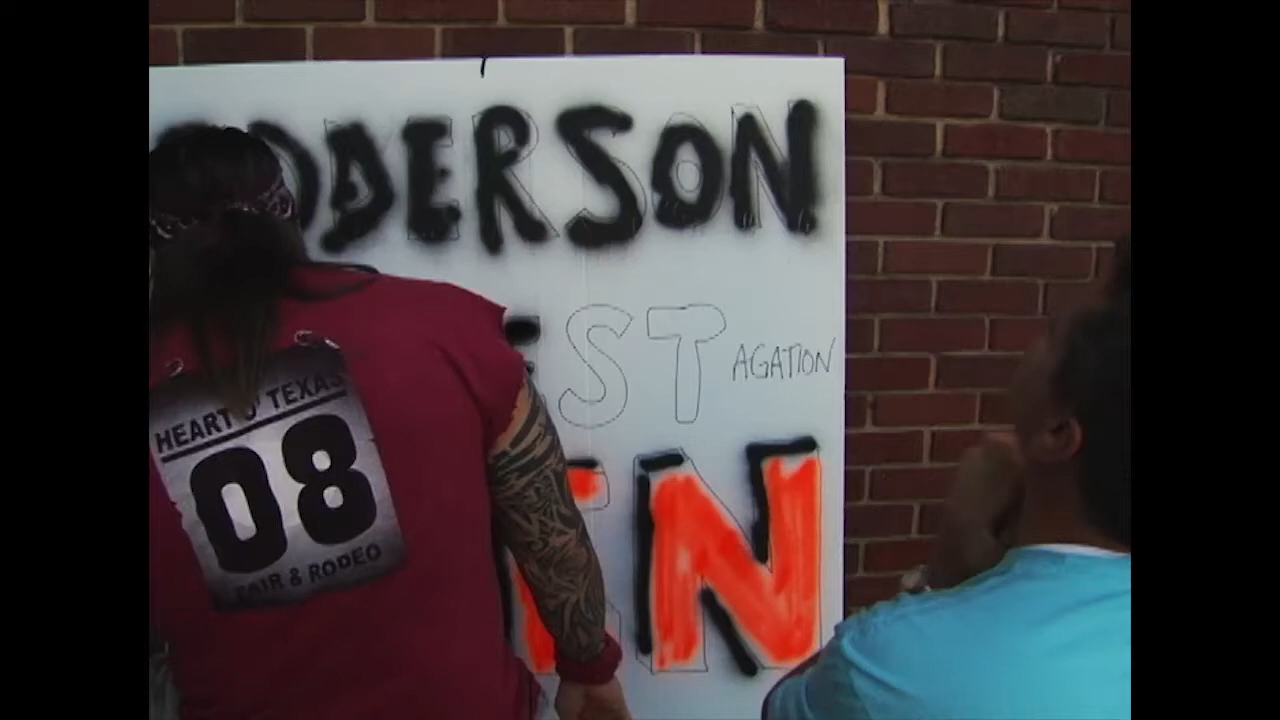 DERSON
ST AGATION
N
HEART O' TEXAS
08
FAIR & RODEO